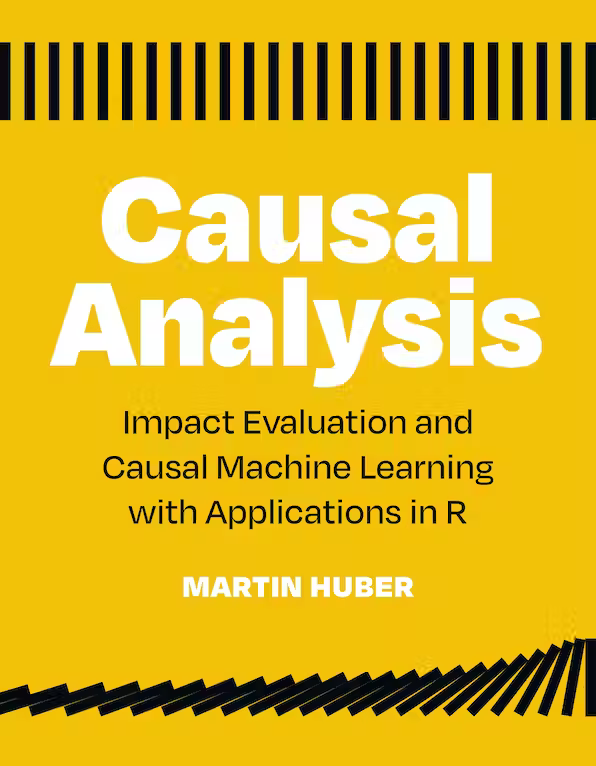 Causal
Analysis
Impact Evaluation and
Causal Machine Learning
with Applications in R
MARTIN HUBER